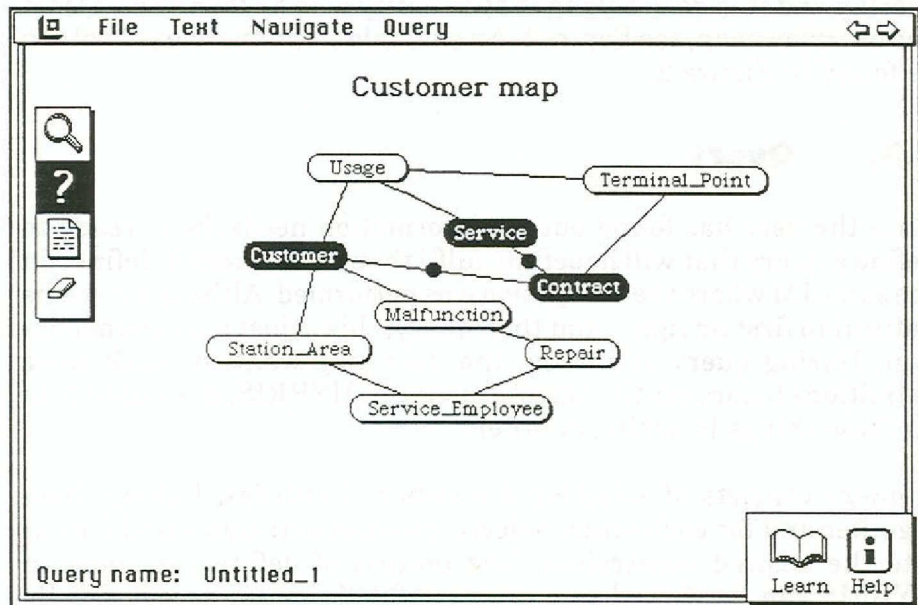 File Text Navigate Query
Customer map
?
Usage
Terminal_Point
Service
Customer
Contract
Malfunction
Station_Area
Repair
Service_Employee
Query name: Untitled_1
i
Learn Help